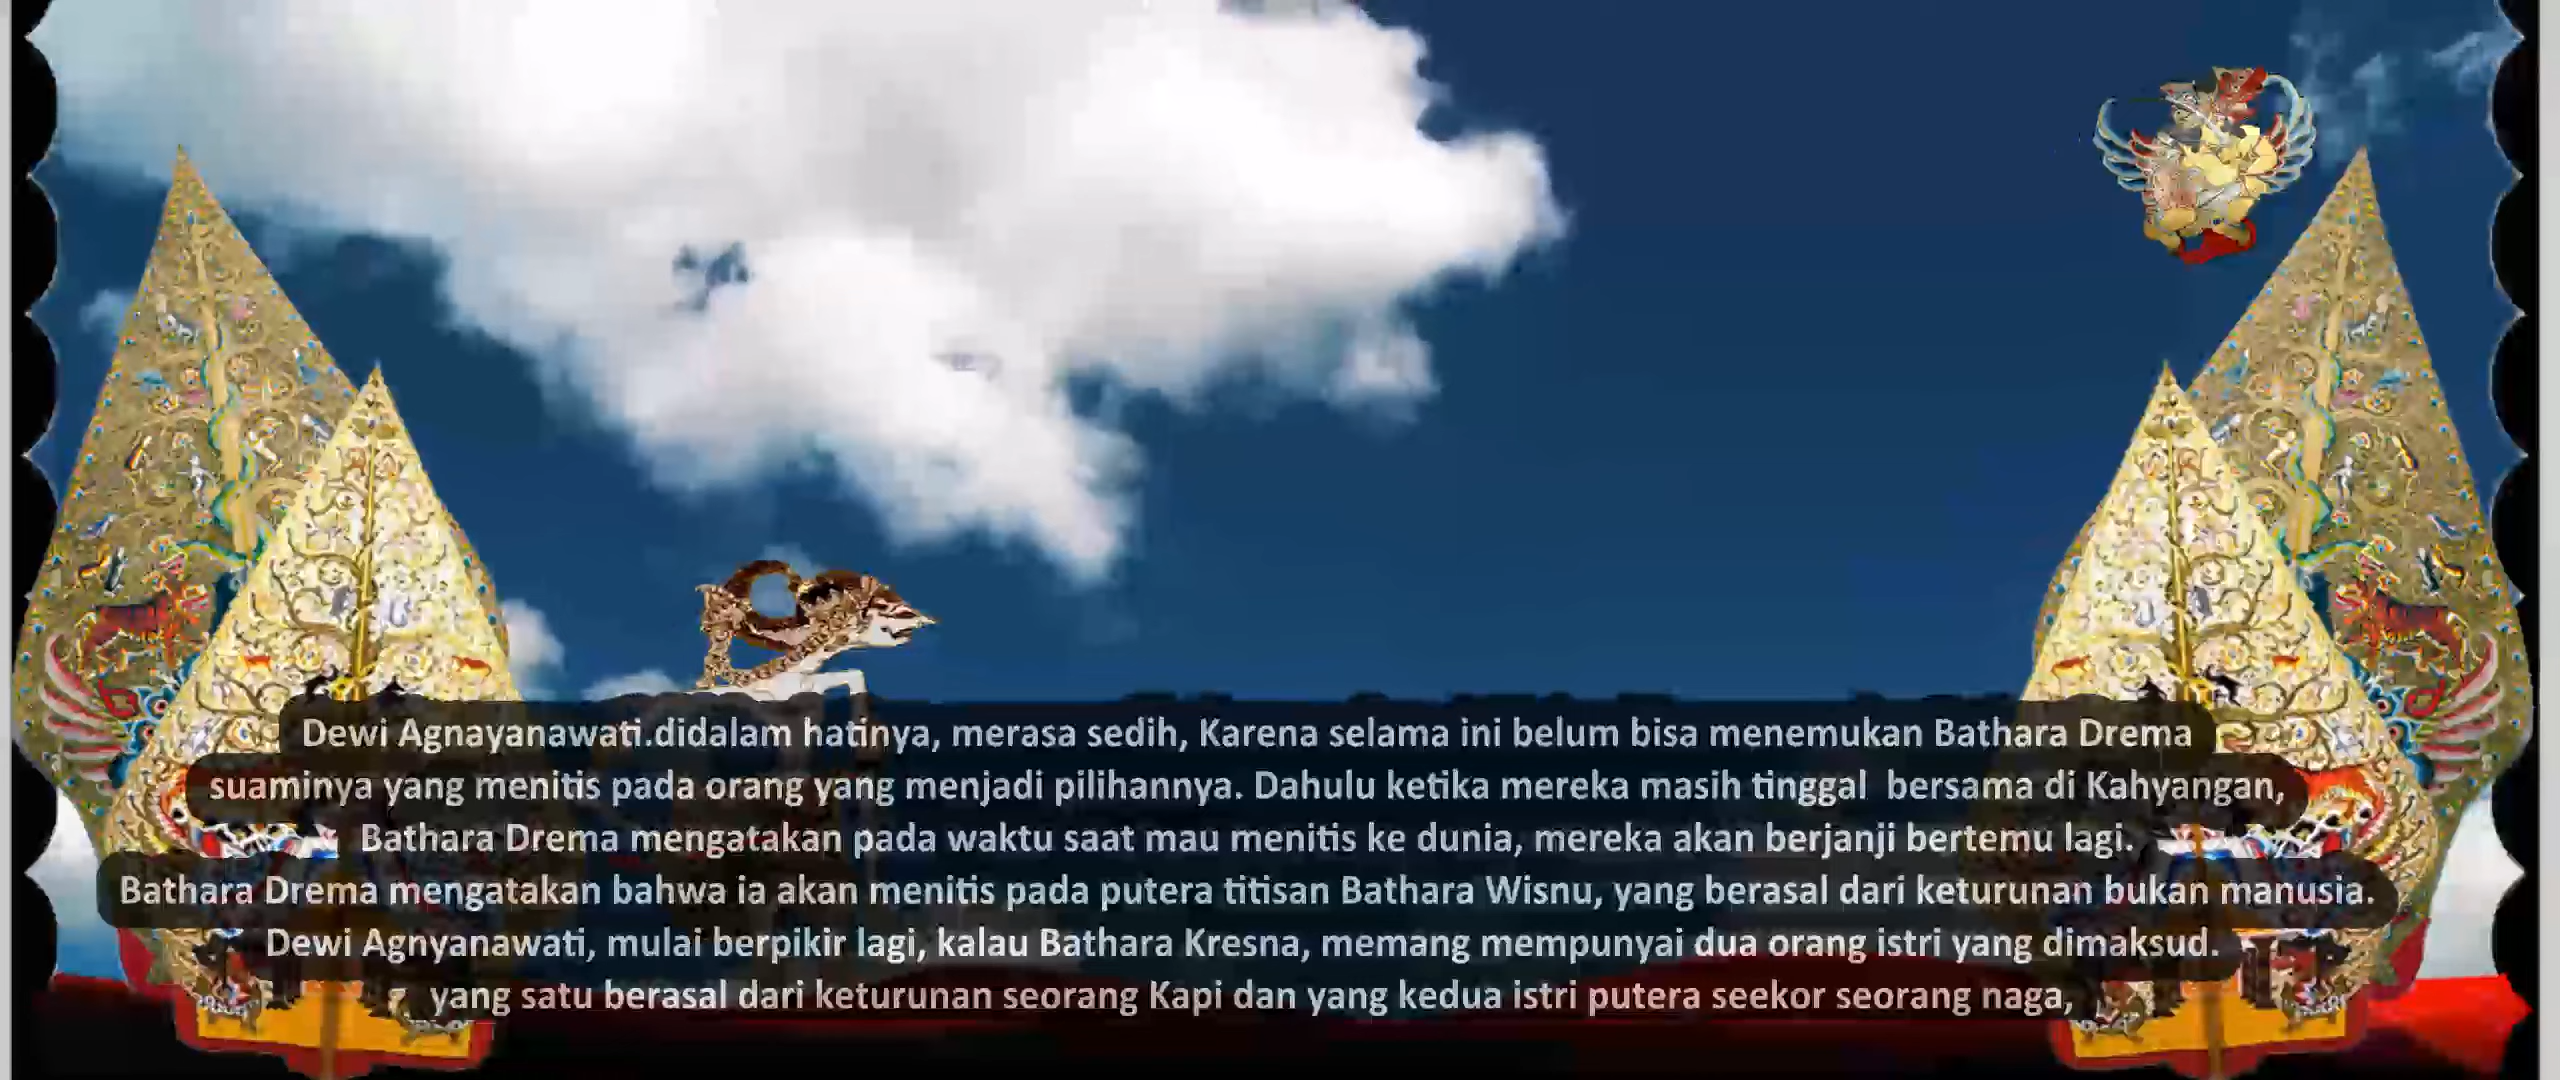 Dewi Agnayanawati.didalam hatinya, merasa sedih, Karena selama ini belum bisa menemukan Bathara Drema
suaminya yang menitis pada orang yang menjadi pilihannya. Dahulu ketika mereka masih tinggal  bersama di Kahyangan,
Bathara Drema mengatakan pada waktu saat mau menitis ke dunia, mereka akan berjanji bertemu lagi.
Bathara Drema mengatakan bahwa ia akan menitis pada putera titisan Bathara Wisnu, yang berasal dari keturunan bukan manusia.
Dewi Agnyanawati, mulai berpikir lagi, kalau Bathara Kresna, memang mempunyai dua orang istri yang dimaksud.
yang satu berasal dari keturunan seorang Kapi dan yang kedua istri putera seekor seorang naga,